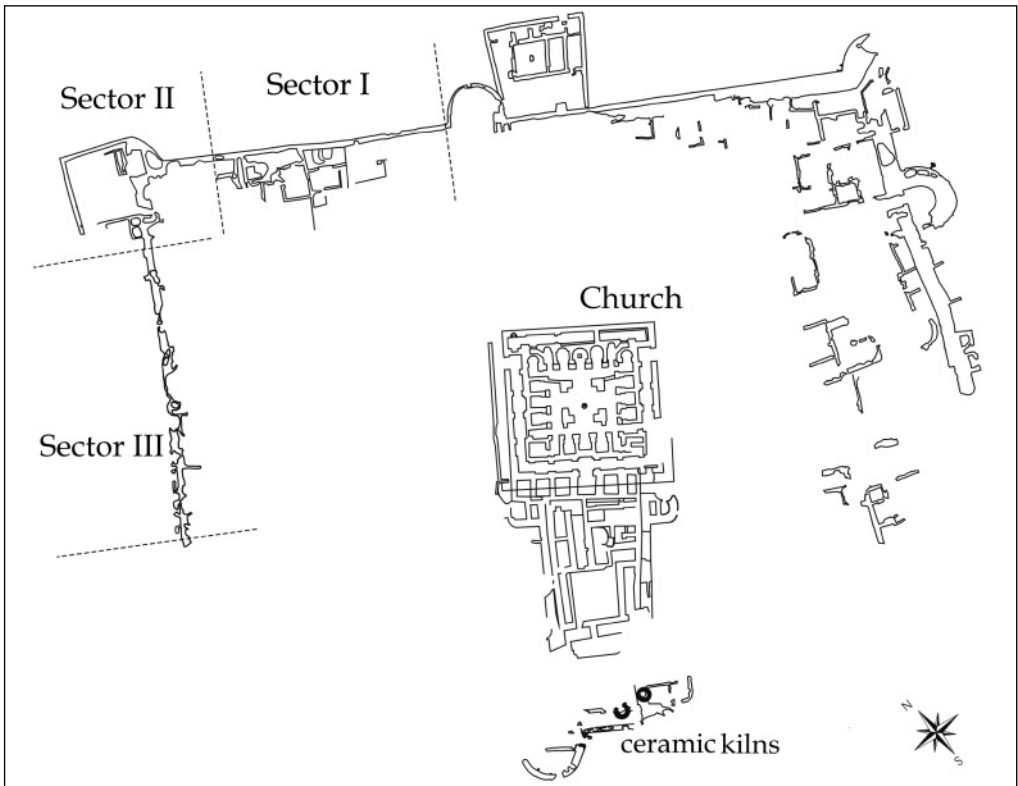 Sector II
Sector I
Church
Sector III
ceramic kilns
N
S